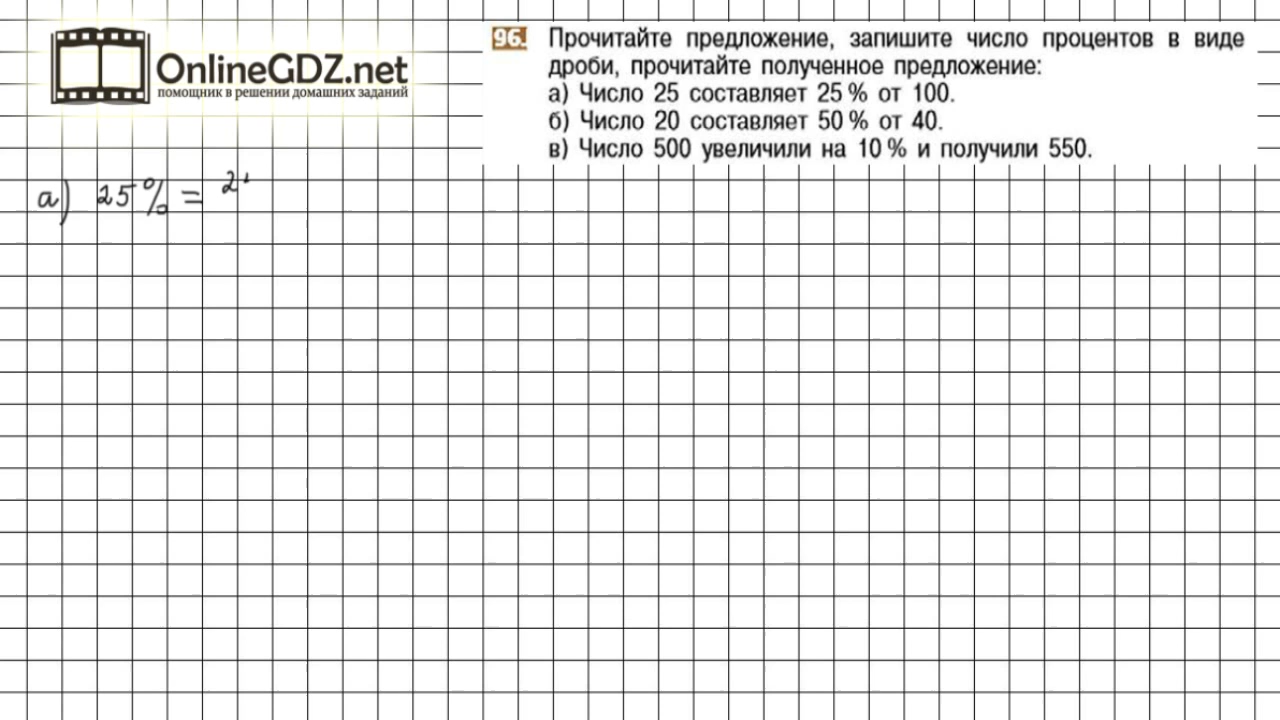 OnlineGDZ.net
помощник в решении домашних заданий
96. Прочитайте предложение, запишите число процентов в виде
дроби, прочитайте полученное предложение:
а) Число 25 составляет 25 % от 100.
б) Число 20 составляет 50 % от 40.
в) Число 500 увеличили на 10 % и получили 550.
а) 25% = 2